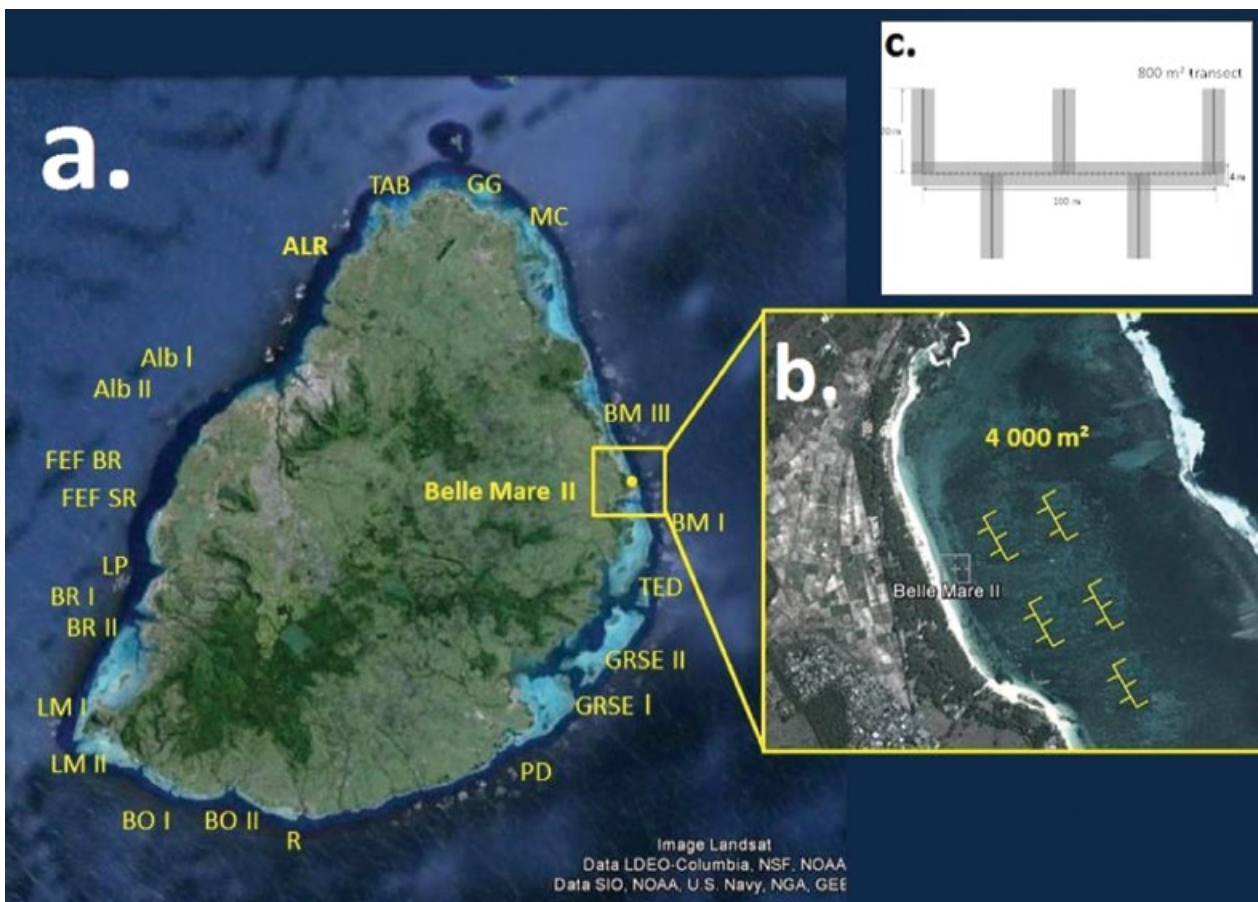 a.
TAB
GG
MC
ALR
Alb I
Alb II
FEF BR
FEF SR
LP
BR I
BR II
LM I
LM II
BO I
BO II
R
PD
GRSE I
GRSE II
TED
BM I
Belle Mare II
BM III
Image Landsat
Data LDEO-Columbia, NSF, NOAA
Data SIO, NOAA, U.S. Navy, NGA, GEB
b.
4 000 m²
Belle Mare II
c.
800 m² transect
20 m
4 m
100 m